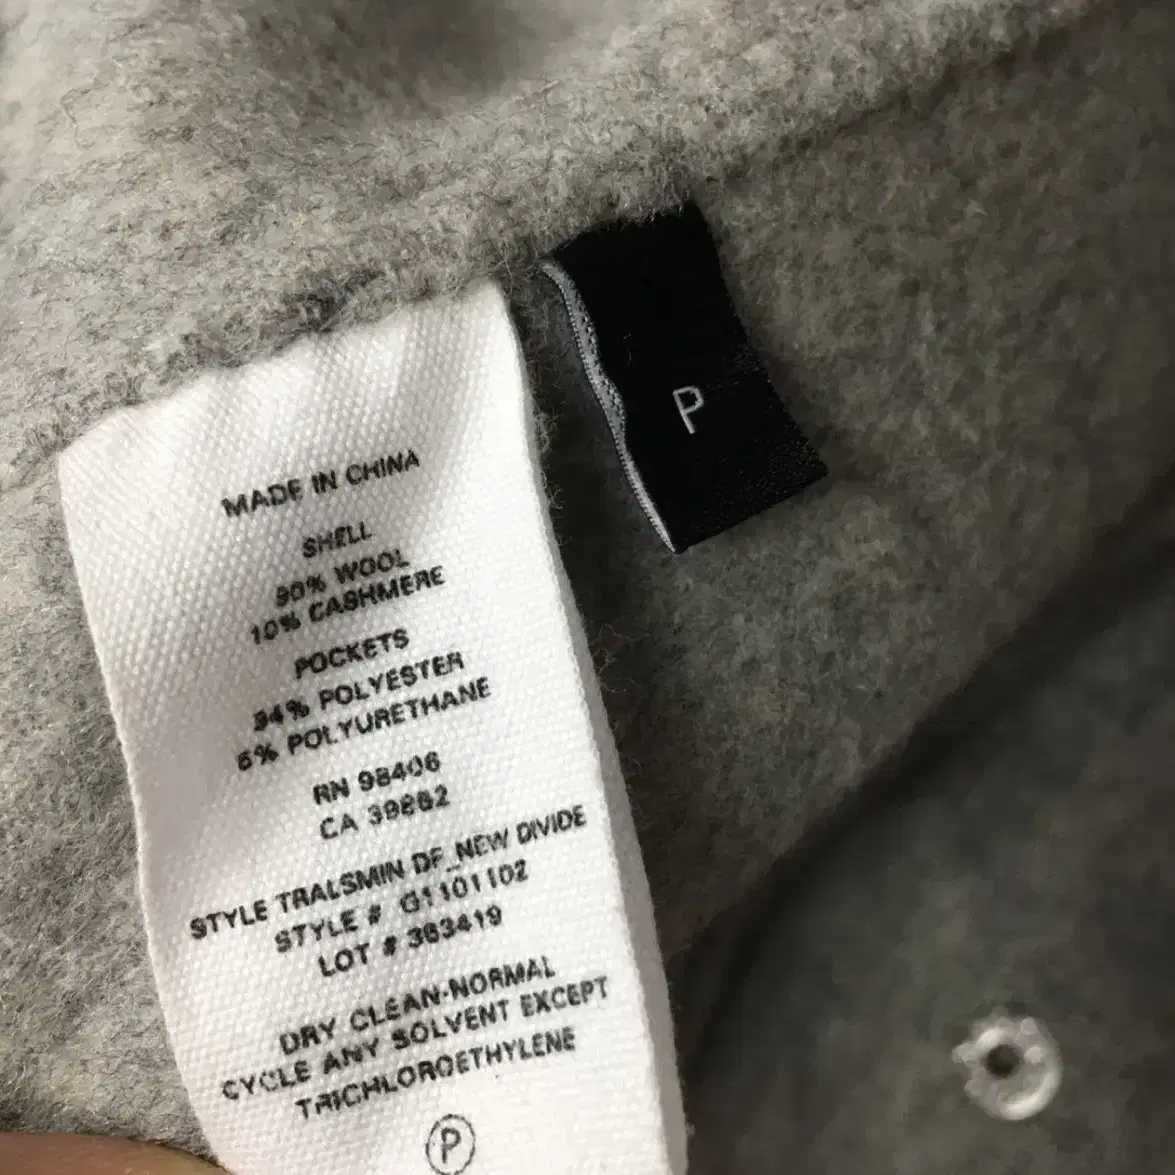 P
MADE IN CHINA
SHELL
90% WOOL
10% CASHMERE
POCKETS
94% POLYESTER
6% POLYURETHANE
RN 98406
CA 39882
STYLE TRALSMIN DF_NEW DIVIDE
STYLE # G1101102
LOT # 363419
DRY CLEAN-NORMAL
CYCLE ANY SOLVENT EXCEPT
TRICHLOROETHYLENE
P